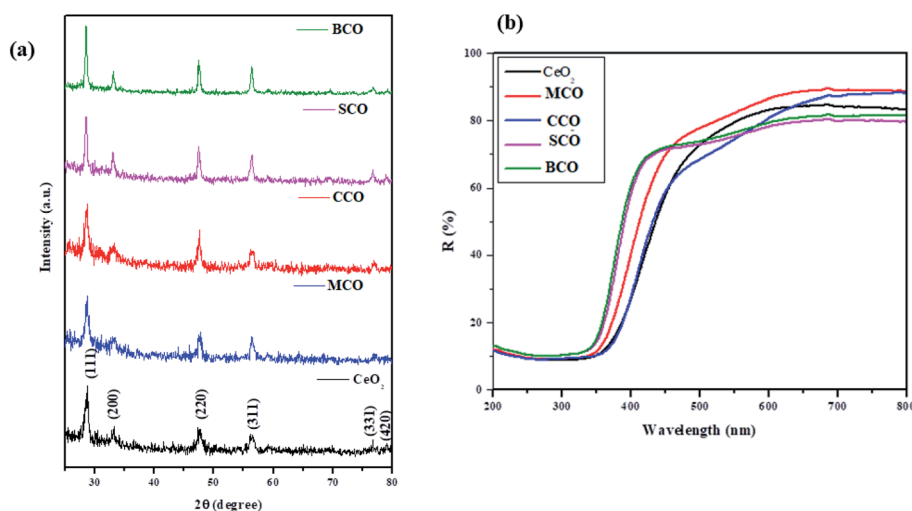 (a)
BCO
SCO
CCO
MCO
CeO₂
(111)
(200)
(220)
(311)
(331)
(420)
Intensity (a.u.)
30 40 50 60 70 80
2θ (degree)
(b)
CeO₂
MCO
CCO
SCO
BCO
100
80
60
40
20
0
R (%)
200 300 400 500 600 700 800
Wavelength (nm)